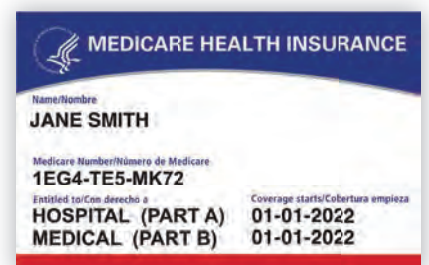 MEDICARE HEALTH INSURANCE
Name/Nombre
JANE SMITH
Medicare Number/Número de Medicare
1EG4-TE5-MK72
Entitled to/Con derecho a Coverage starts/Cobertura empieza
HOSPITAL (PART A) 01-01-2022
MEDICAL (PART B) 01-01-2022